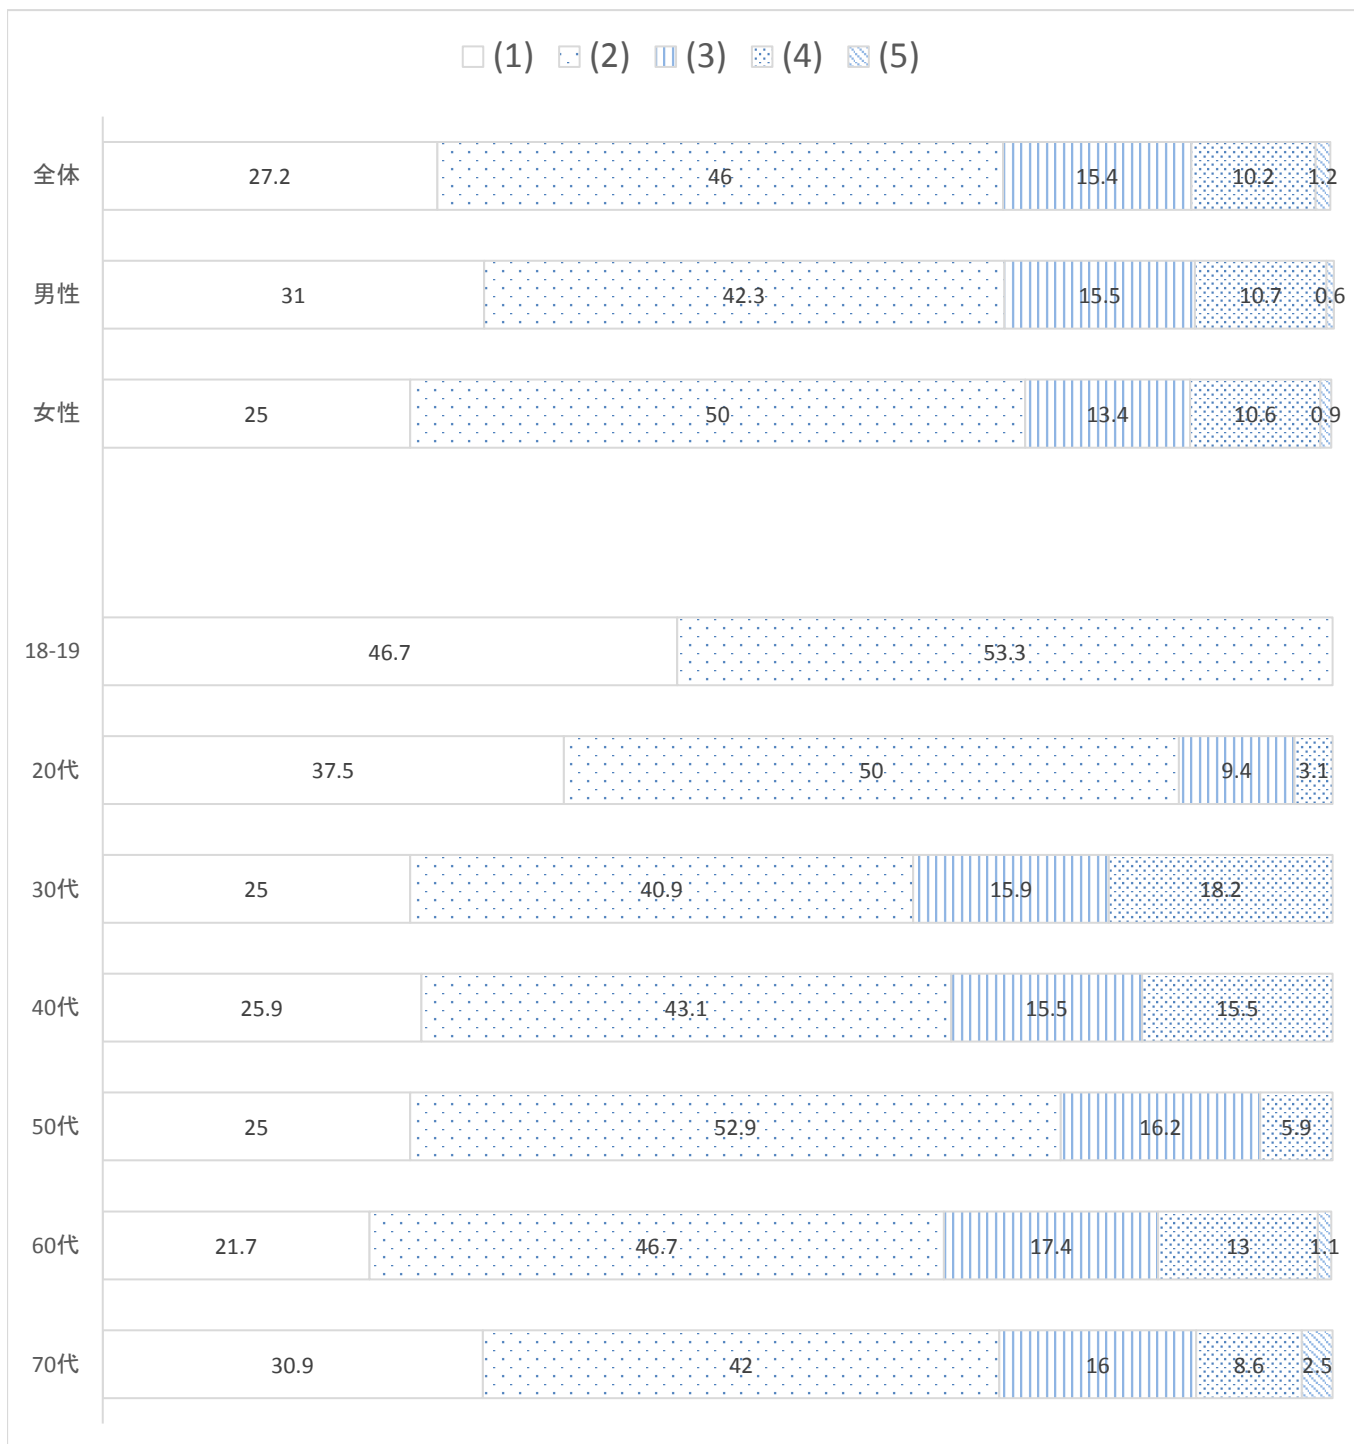 (1) (2) (3) (4) (5)
全体 27.2 46 15.4 10.2 1.2
男性 31 42.3 15.5 10.7 0.6
女性 25 50 13.4 10.6 0.9
18-19 46.7 53.3
20代 37.5 50 9.4 3.1
30代 25 40.9 15.9 18.2
40代 25.9 43.1 15.5 15.5
50代 25 52.9 16.2 5.9
60代 21.7 46.7 17.4 13 1.1
70代 30.9 42 16 8.6 2.5